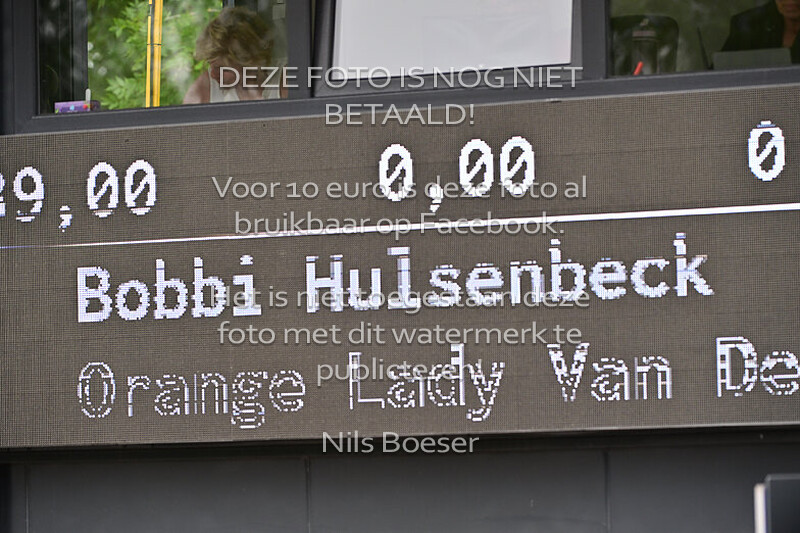 DEZE FOTO IS NOG NIET
BETAALD!
29,00 0,00 0
Voor 10 euro is deze foto al
bruikbaar op Facebook.
Bobbi Hulsenbeck
Het is niet toegestaan deze
foto met dit watermerk te
publiceren!
Orange Lady Van De
Nils Boeser